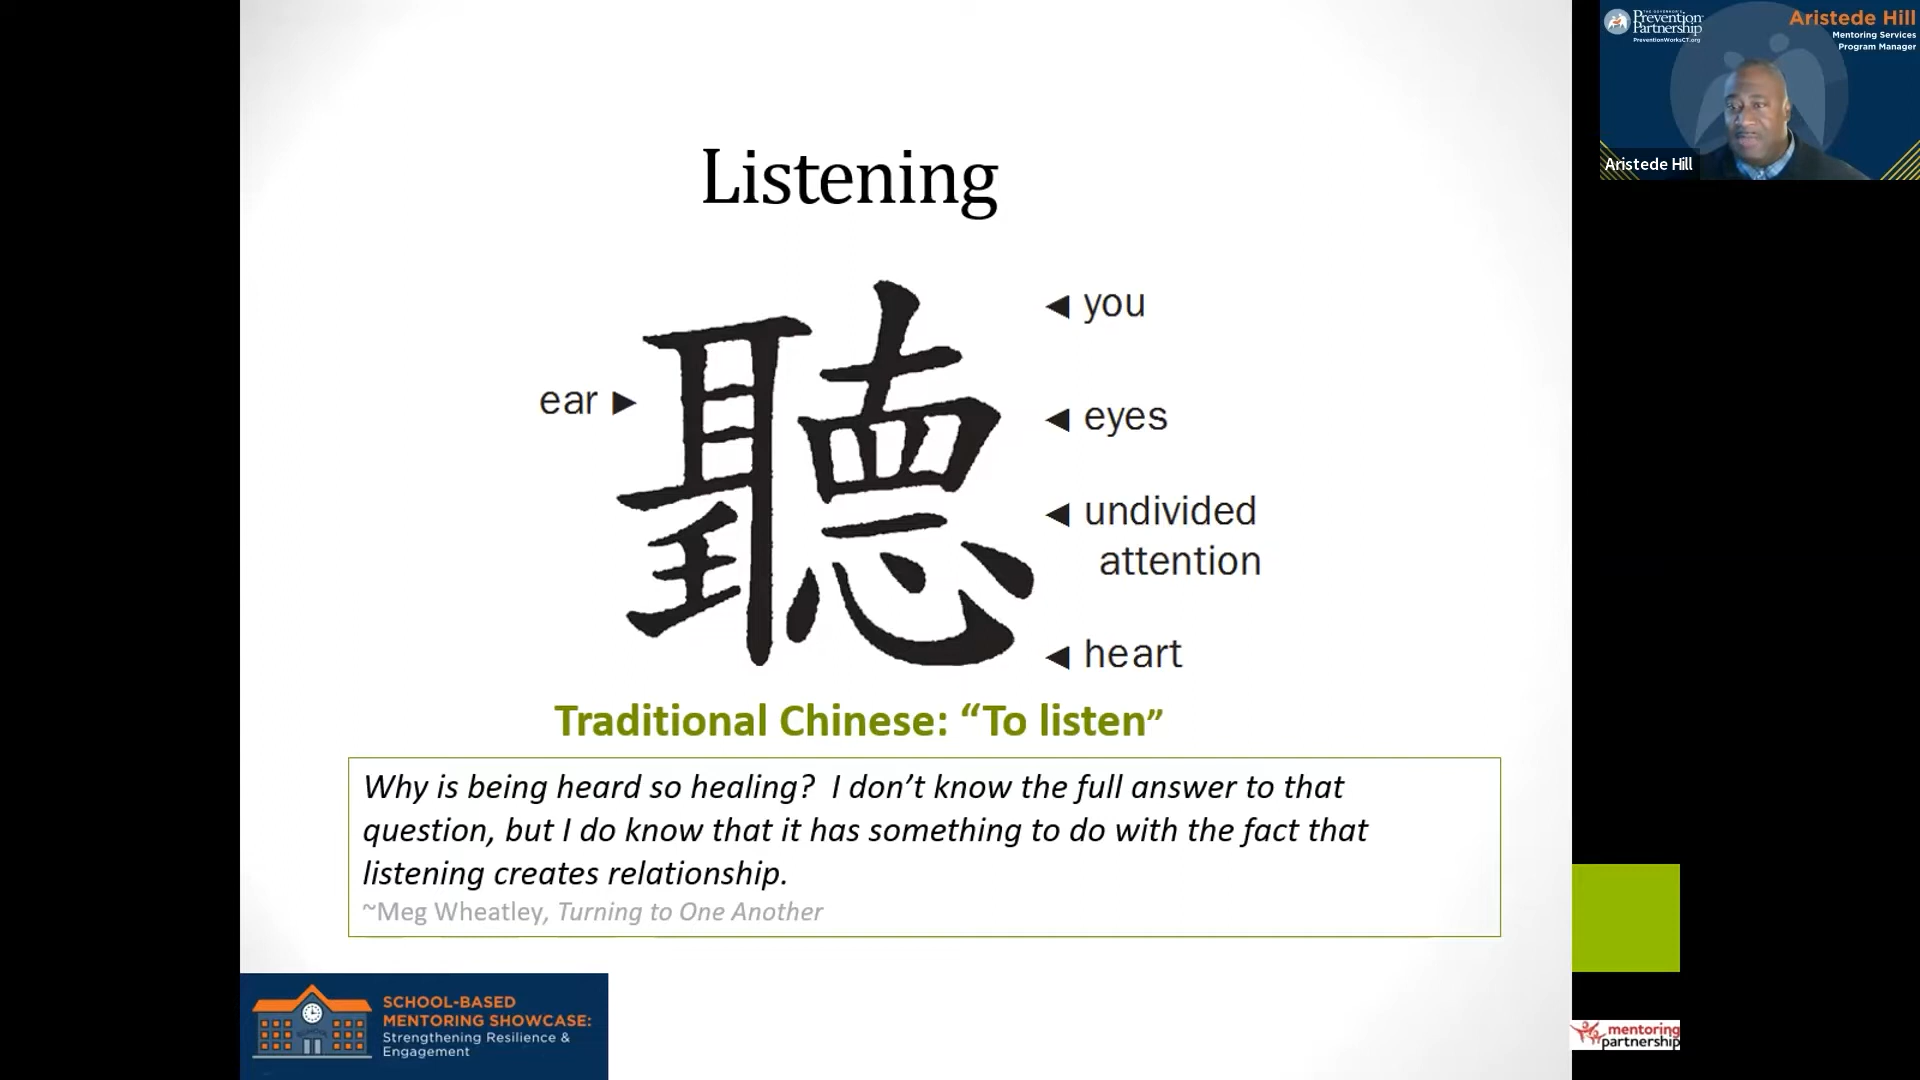 Listening
聽
ear
you
eyes
undivided
attention
heart
Traditional Chinese: “To listen”
Why is being heard so healing?  I don’t know the full answer to that
question, but I do know that it has something to do with the fact that
listening creates relationship.
~Meg Wheatley, Turning to One Another
SCHOOL-BASED
MENTORING SHOWCASE:
Strengthening Resilience &
Engagement
THE GOVERNOR'S
Prevention
Partnership
PreventionWorksCT.org
Aristede Hill
Mentoring Services
Program Manager
Aristede Hill
mentoring
partnership